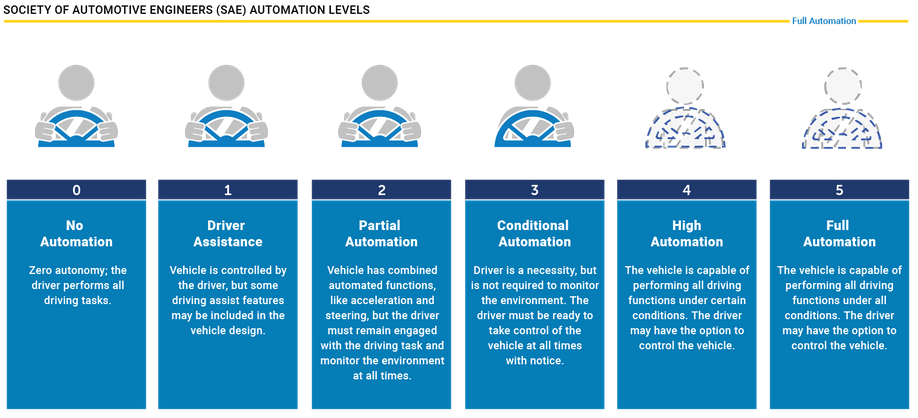 SOCIETY OF AUTOMOTIVE ENGINEERS (SAE) AUTOMATION LEVELS
Full Automation
0
No
Automation
Zero autonomy; the
driver performs all
driving tasks.
1
Driver
Assistance
Vehicle is controlled by
the driver, but some
driving assist features
may be included in the
vehicle design.
2
Partial
Automation
Vehicle has combined
automated functions,
like acceleration and
steering, but the driver
must remain engaged
with the driving task and
monitor the environment
at all times.
3
Conditional
Automation
Driver is a necessity, but
is not required to monitor
the environment. The
driver must be ready to
take control of the
vehicle at all times
with notice.
4
High
Automation
The vehicle is capable of
performing all driving
functions under certain
conditions. The driver
may have the option to
control the vehicle.
5
Full
Automation
The vehicle is capable of
performing all driving
functions under all
conditions. The driver
may have the option to
control the vehicle.